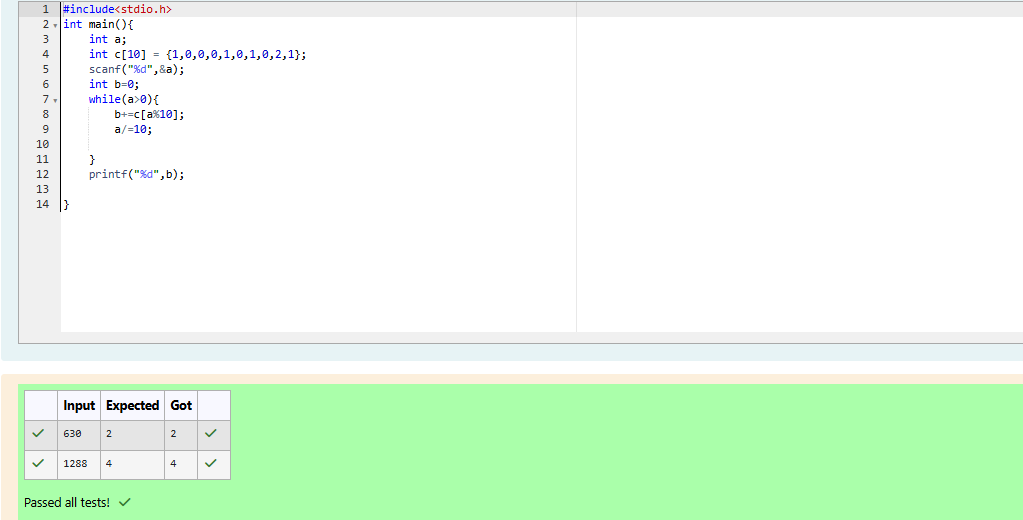 1 #include<stdio.h>
2 int main(){
3     int a;
4     int c[10] = {1,0,0,0,1,0,1,0,2,1};
5     scanf("%d",&a);
6     int b=0;
7     while(a>0){
8         b+=c[a%10];
9         a/=10;
10
11     }
12     printf("%d",b);
13
14 }
Input Expected Got
630 2 2
1288 4 4
Passed all tests!